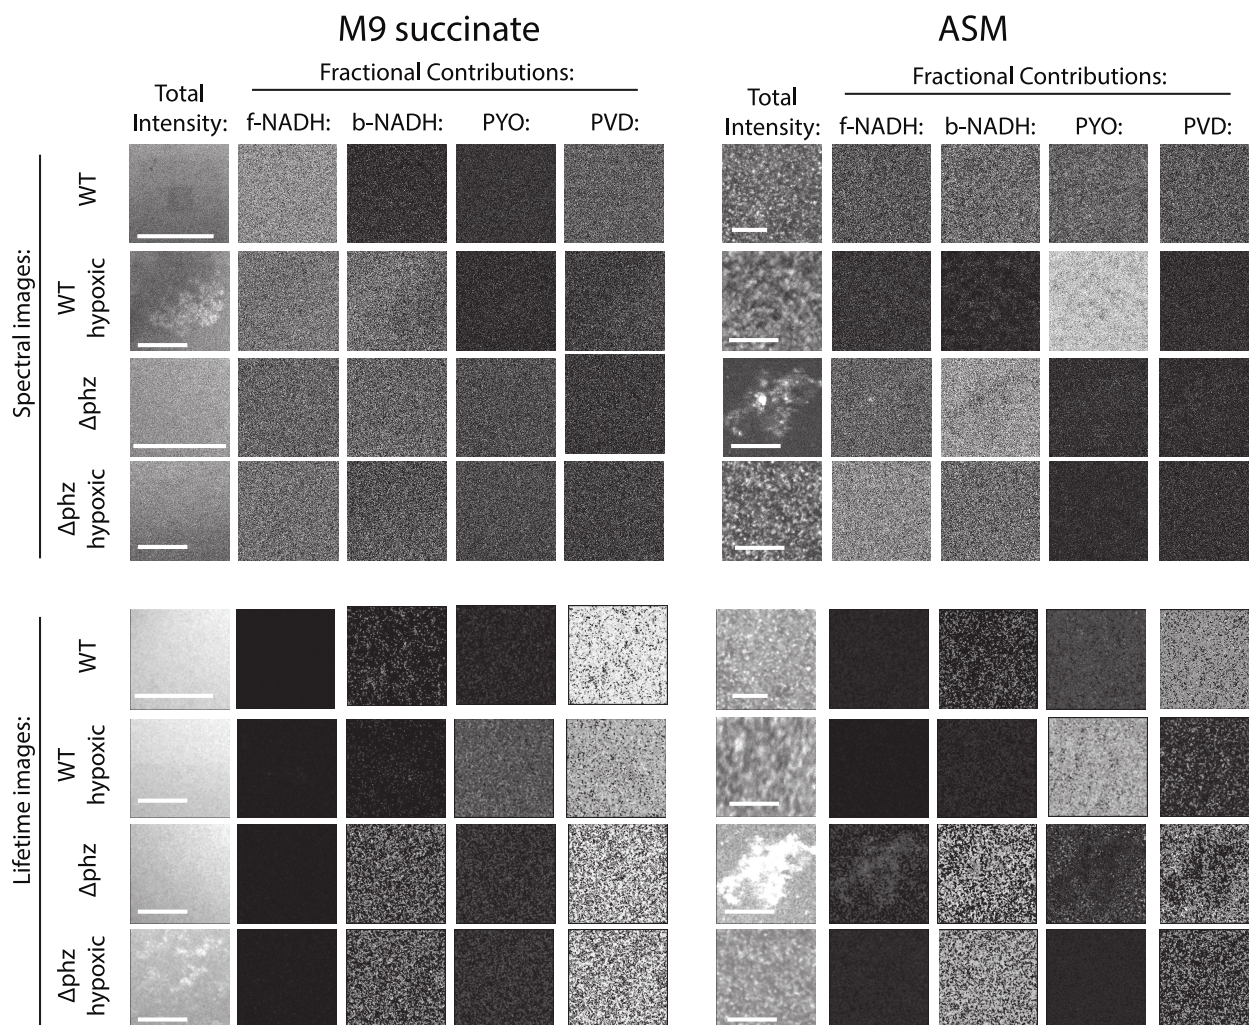 M9 succinate
ASM
Fractional Contributions:
Fractional Contributions:
Total
Intensity:
f-NADH:
b-NADH:
PYO:
PVD:
Total
Intensity:
f-NADH:
b-NADH:
PYO:
PVD:
Spectral images:
WT
WT
hypoxic
Δphz
Δphz
hypoxic
Lifetime images:
WT
WT
hypoxic
Δphz
Δphz
hypoxic